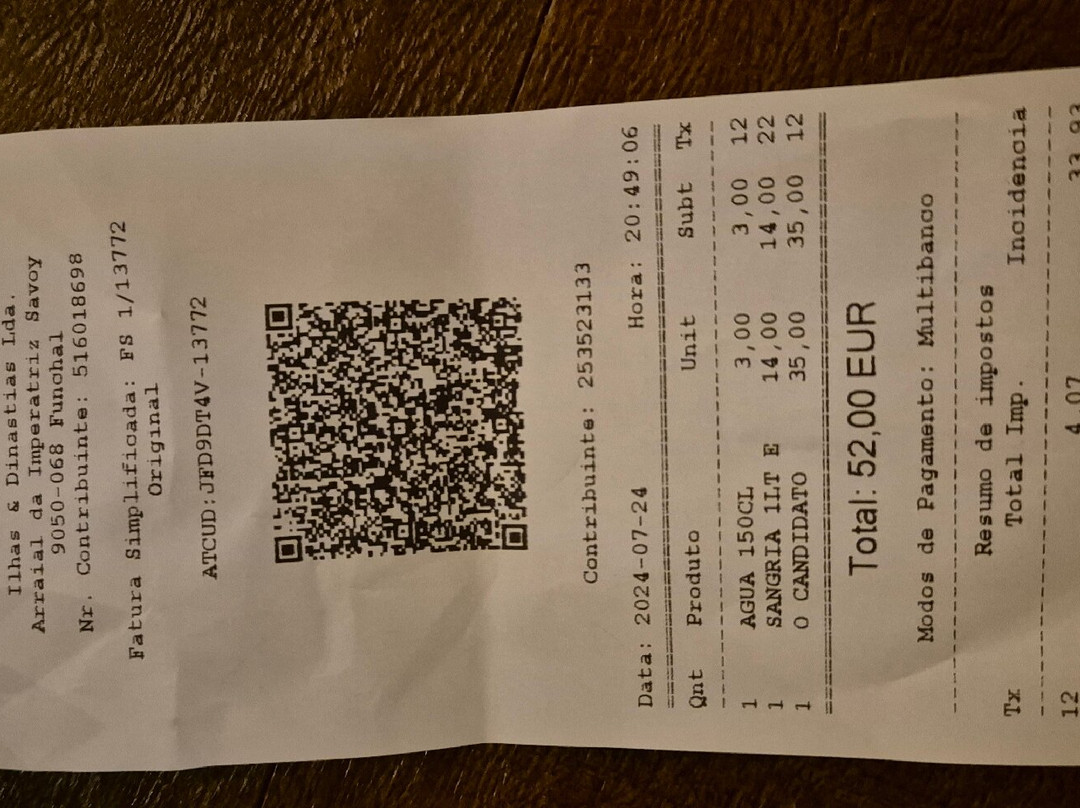 Ilhas & Dinastias Lda.
Arraial da Imperatriz Savoy
9050-068 Funchal
Nr. Contribuinte: 516018698
Fatura Simplificada: FS 1/13772
Original
ATCUD:JFD9DT4V-13772
Contribuinte: 253523133
Data: 2024-07-24 Hora: 20:49:06
Qnt Produto Unit Subt Tx
1 AGUA 150CL 3,00 3,00 12
1 SANGRIA 1LT E 14,00 14,00 22
1 O CANDIDATO 35,00 35,00 12
Total: 52,00 EUR
Modos de Pagamento: Multibanco
Resumo de impostos
Tx Total Imp. Incidencia
12 4,07 33,93